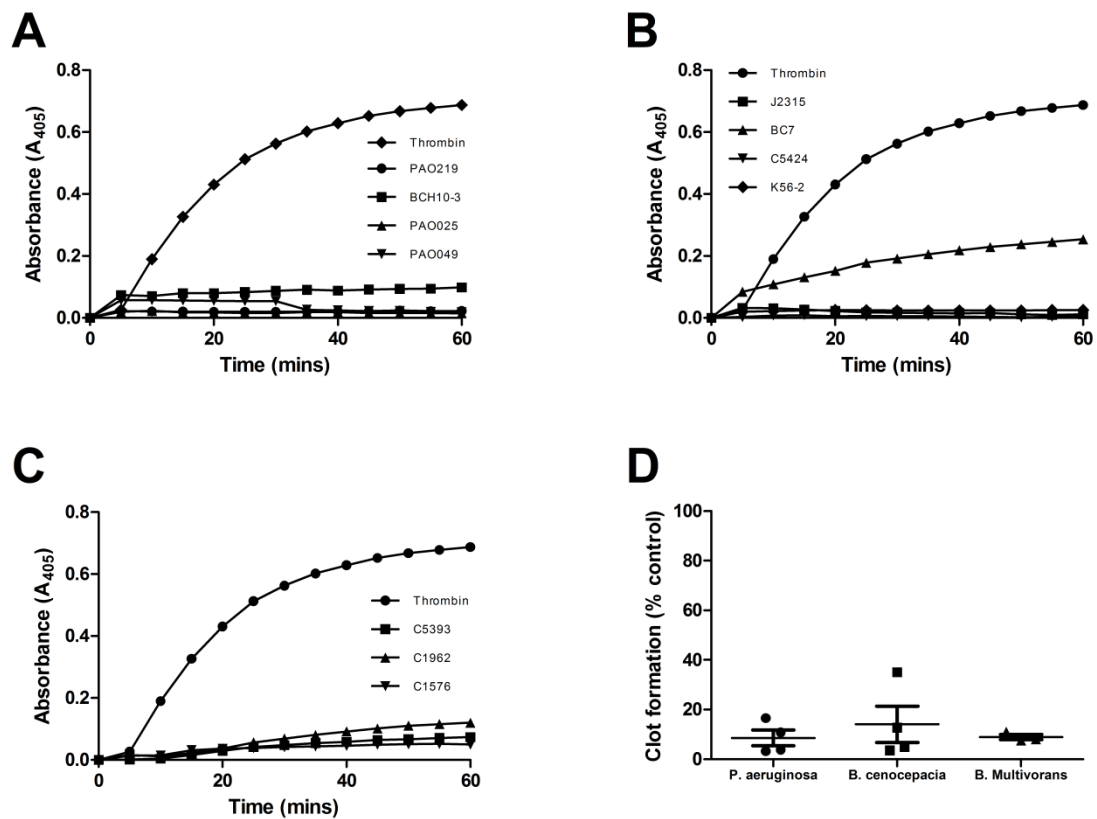 A
Absorbance (A405)
0.8
0.6
0.4
0.2
0.0
Thrombin
PAO219
BCH10-3
PAO025
PAO049
0 20 40 60
Time (mins)
B
Absorbance (A405)
0.8
0.6
0.4
0.2
0.0
Thrombin
J2315
BC7
C5424
K56-2
0 20 40 60
Time (mins)
C
Absorbance (A405)
0.8
0.6
0.4
0.2
0.0
Thrombin
C5393
C1962
C1576
0 20 40 60
Time (mins)
D
Clot formation (% control)
100
80
60
40
20
0
P. aeruginosa B. cenocepacia B. Multivorans